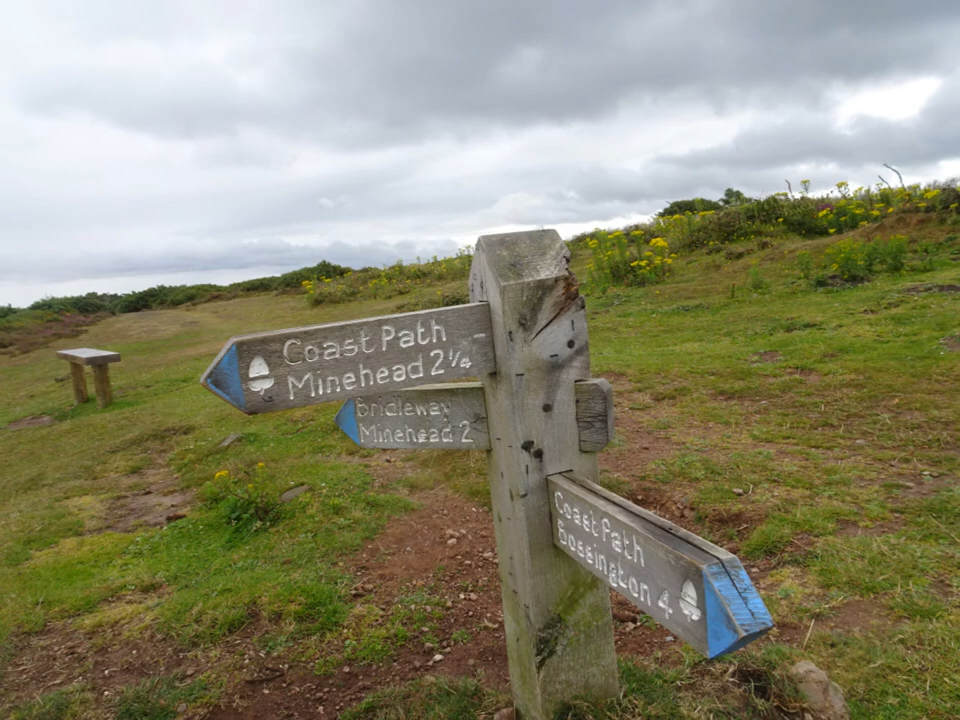 Coast Path
Minehead 2¼
Bridleway
Minehead 2
Coast Path
Bossington 4